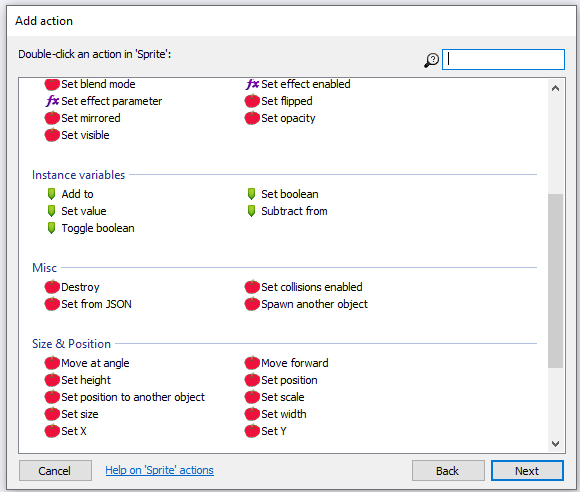 Add action
Double-click an action in 'Sprite':
Set blend mode
fx Set effect enabled
fx Set effect parameter
Set flipped
Set mirrored
Set opacity
Set visible
Instance variables
Add to
Set boolean
Set value
Subtract from
Toggle boolean
Misc
Destroy
Set collisions enabled
Set from JSON
Spawn another object
Size & Position
Move at angle
Move forward
Set height
Set position
Set position to another object
Set scale
Set size
Set width
Set X
Set Y
Cancel
Help on 'Sprite' actions
Back
Next